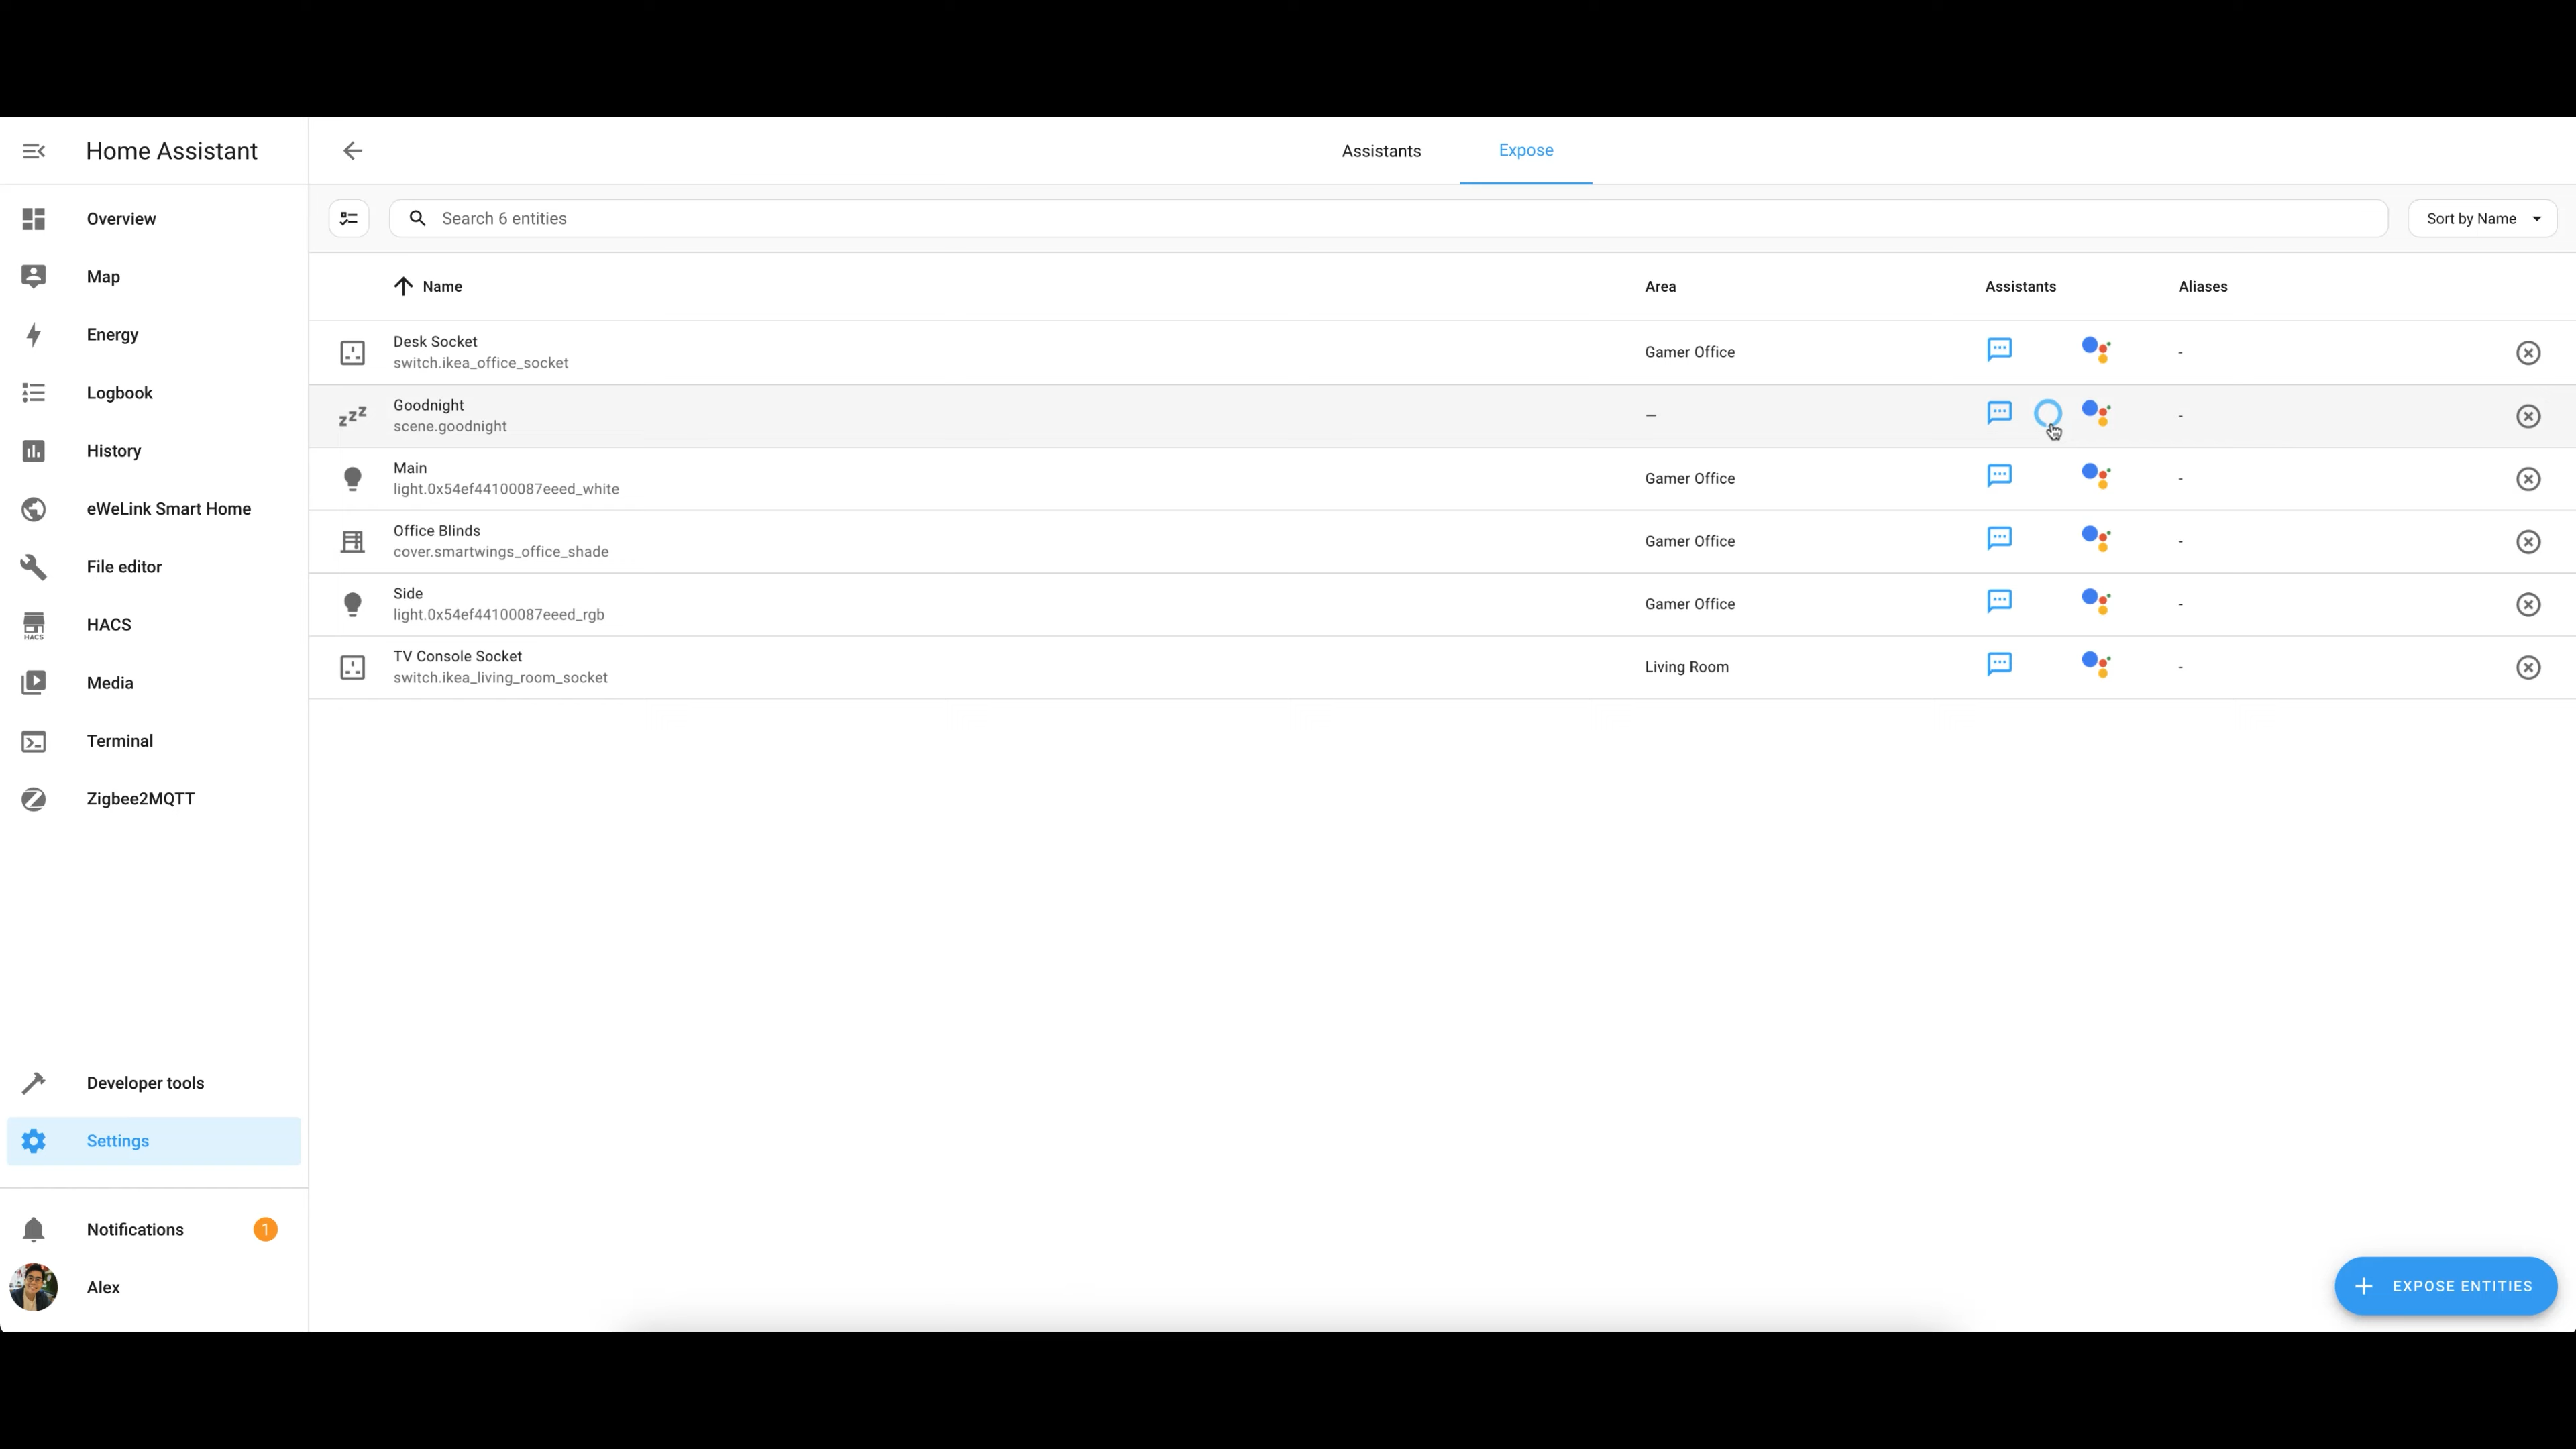 Home Assistant
Assistants
Expose
Overview
Map
Energy
Logbook
History
eWeLink Smart Home
File editor
HACS
HACS
Media
Terminal
Zigbee2MQTT
Developer tools
Settings
Notifications 1
Alex
Search 6 entities
Sort by Name
Name Area Assistants Aliases
Desk Socket
switch.ikea_office_socket
Gamer Office -
Goodnight
scene.goodnight
zzz — -
Main
light.0x54ef44100087eeed_white
Gamer Office -
Office Blinds
cover.smartwings_office_shade
Gamer Office -
Side
light.0x54ef44100087eeed_rgb
Gamer Office -
TV Console Socket
switch.ikea_living_room_socket
Living Room -
EXPOSE ENTITIES